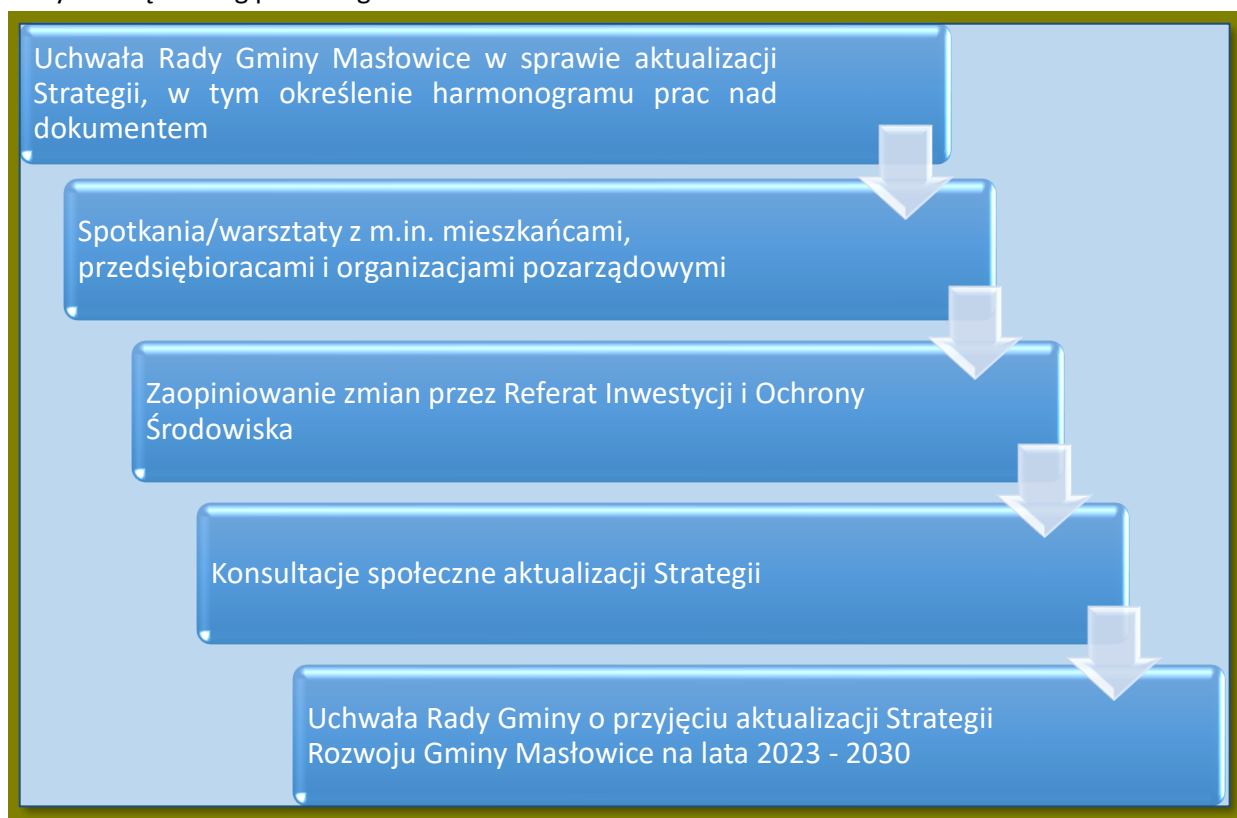 Uchwała Rady Gminy Masłowice w sprawie aktualizacji
Strategii, w tym określenie harmonogramu prac nad
dokumentem
Spotkania/warsztaty z m.in. mieszkańcami,
przedsiębioracami i organizacjami pozarządowymi
Zaopiniowanie zmian przez Referat Inwestycji i Ochrony
Środowiska
Konsultacje społeczne aktualizacji Strategii
Uchwała Rady Gminy o przyjęciu aktualizacji Strategii
Rozwoju Gminy Masłowice na lata 2023 - 2030